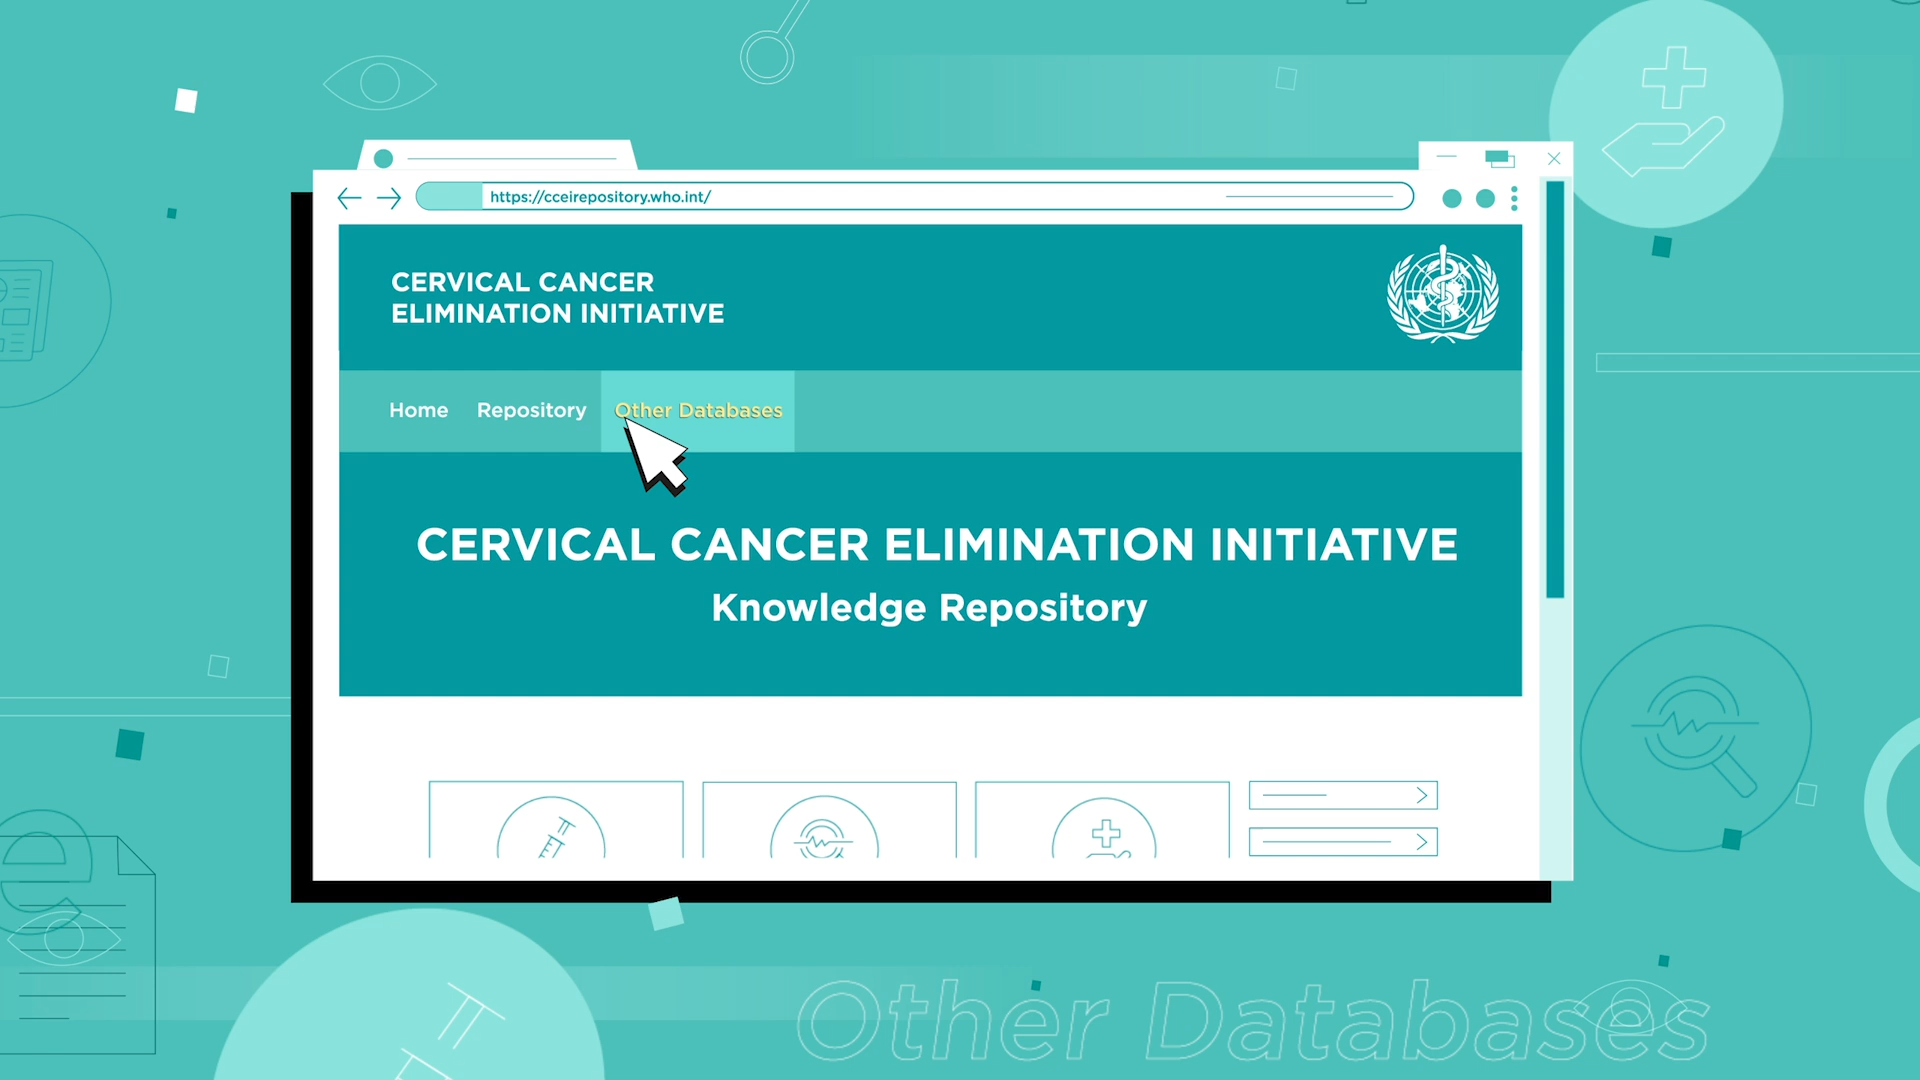 https://cceirepository.who.int/
CERVICAL CANCER
ELIMINATION INITIATIVE
Home Repository Other Databases
CERVICAL CANCER ELIMINATION INITIATIVE
Knowledge Repository
e
Other Databases